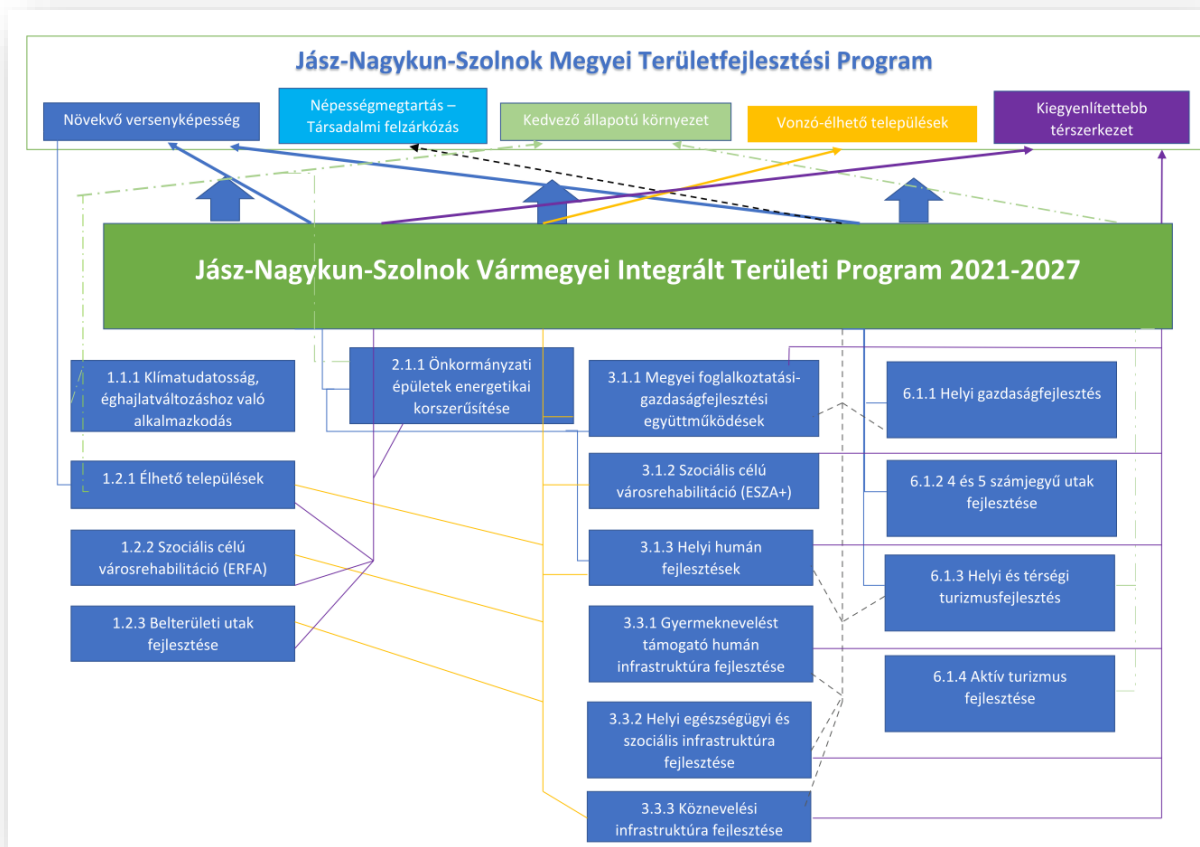 Jász-Nagykun-Szolnok Megyei Területfejlesztési Program
Növekvő versenyképesség
Népességmegtartás –
Társadalmi felzárkózás
Kedvező állapotú környezet
Vonzó-élhető települések
Kiegyenlítettebb
térszerkezet
Jász-Nagykun-Szolnok Vármegyei Integrált Területi Program 2021-2027
1.1.1 Klímatudatosság,
éghajlatváltozáshoz való
alkalmazkodás
1.2.1 Élhető települések
1.2.2 Szociális célú
városrehabilitáció (ERFA)
1.2.3 Belterületi utak
fejlesztése
2.1.1 Önkormányzati
épületek energetikai
korszerűsítése
3.1.1 Megyei foglalkoztatási-
gazdaságfejlesztési
együttműködések
3.1.2 Szociális célú
városrehabilitáció (ESZA+)
3.1.3 Helyi humán
fejlesztések
3.3.1 Gyermeknevelést
támogató humán
infrastruktúra fejlesztése
3.3.2 Helyi egészségügyi és
szociális infrastruktúra
fejlesztése
3.3.3 Köznevelési
infrastruktúra fejlesztése
6.1.1 Helyi gazdaságfejlesztés
6.1.2 4 és 5 számjegyű utak
fejlesztése
6.1.3 Helyi és térségi
turizmusfejlesztés
6.1.4 Aktív turizmus
fejlesztése